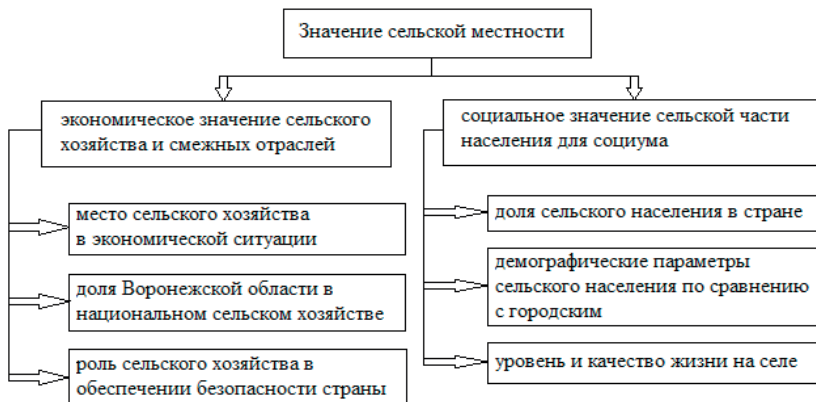 Значение сельской местности
экономическое значение сельского
хозяйства и смежных отраслей
место сельского хозяйства
в экономической ситуации
доля Воронежской области в
национальном сельском хозяйстве
роль сельского хозяйства в
обеспечении безопасности страны
социальное значение сельской части
населения для социума
доля сельского населения в стране
демографические параметры
сельского населения по сравнению
с городским
уровень и качество жизни на селе